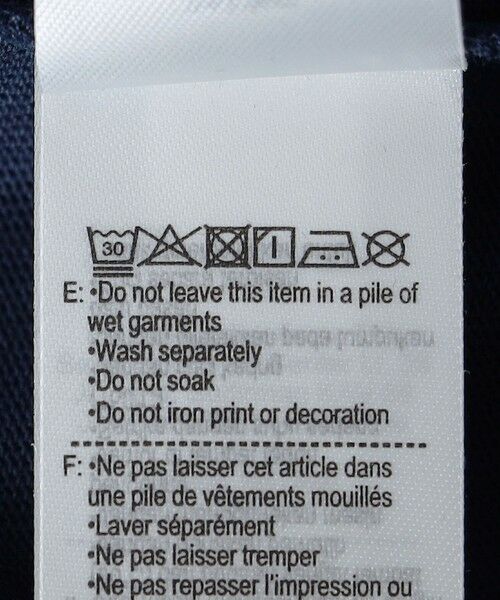 30
E: •Do not leave this item in a pile of
wet garments
•Wash separately
•Do not soak
•Do not iron print or decoration
F: •Ne pas laisser cet article dans
une pile de vêtements mouillés
•Laver séparément
•Ne pas laisser tremper
•Ne pas repasser l'impression ou